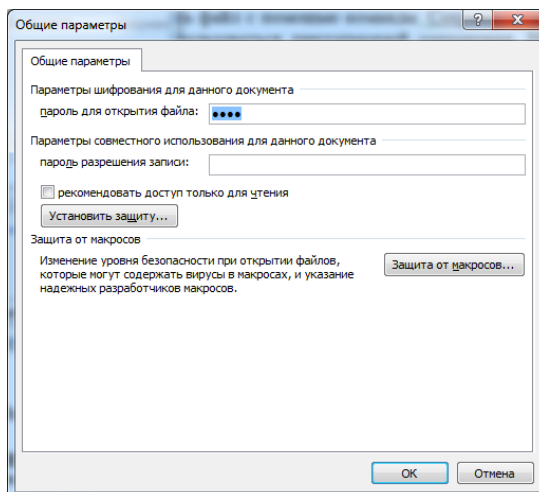 Общие параметры
Общие параметры
Параметры шифрования для данного документа
пароль для открытия файла: ••••
Параметры совместного использования для данного документа
пароль разрешения записи:
рекомендовать доступ только для чтения
Установить защиту...
Защита от макросов
Изменение уровня безопасности при открытии файлов,
которые могут содержать вирусы в макросах, и указание
надежных разработчиков макросов.
Защита от макросов...
ОК
Отмена